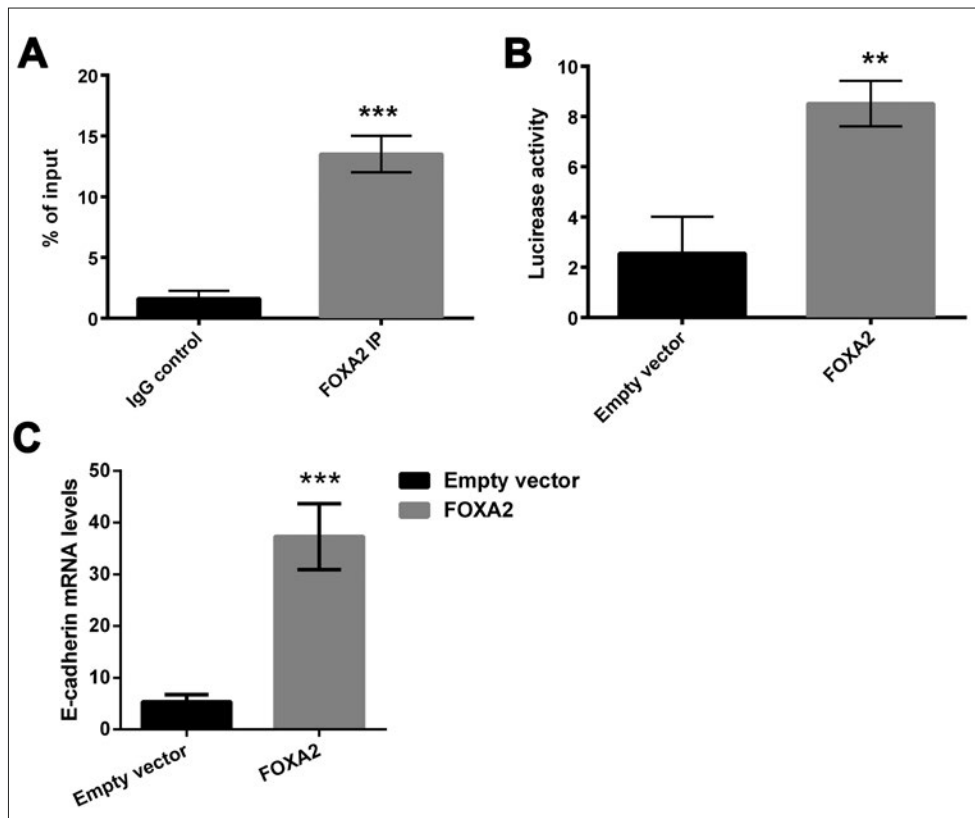 A
% of input
20
15
10
5
0
***
IgG control
FOXA2 IP
B
Lucirease activity
10
8
6
4
2
0
**
Empty vector
FOXA2
C
E-cadherin mRNA levels
50
40
30
20
10
0
***
Empty vector
FOXA2
Empty vector
FOXA2